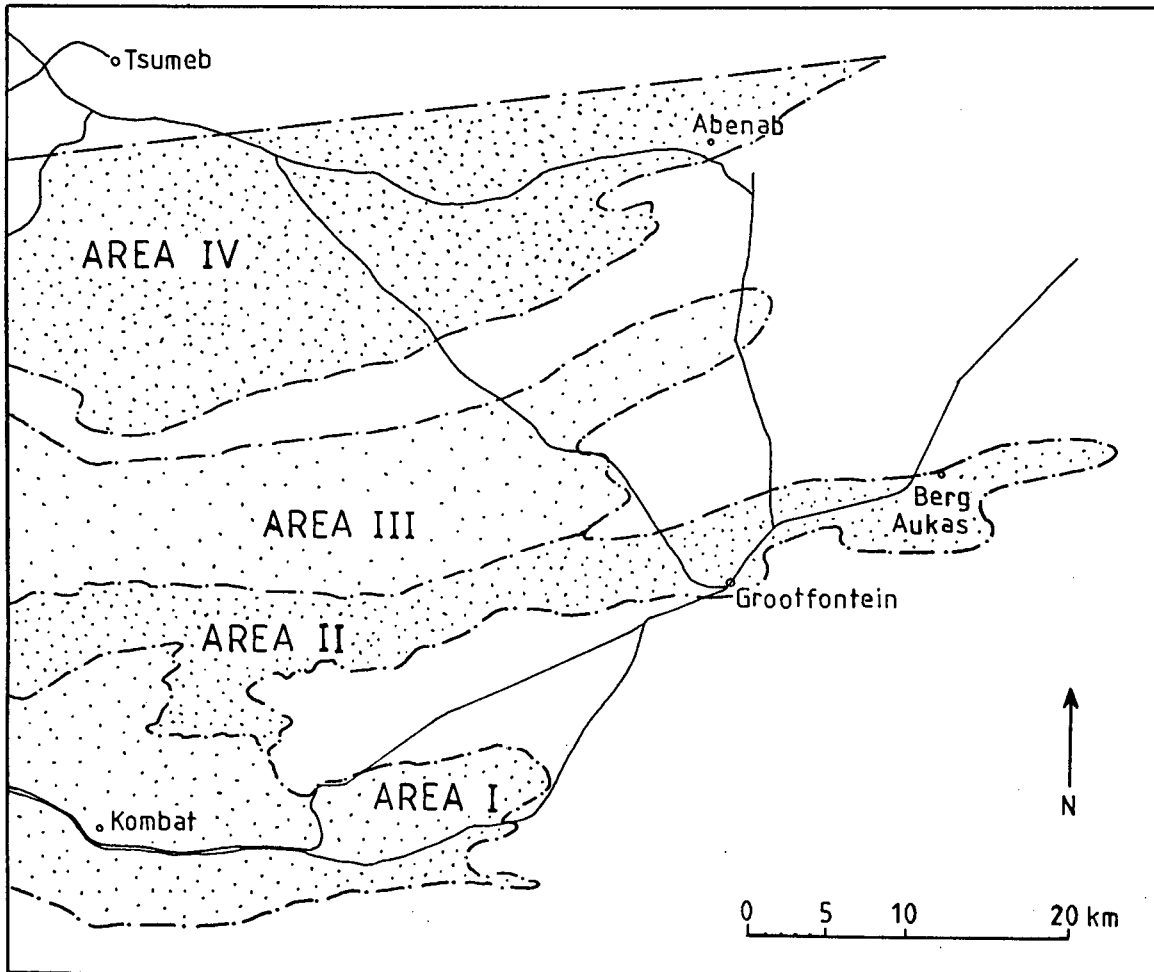 Tsumeb
Abenab
AREA IV
AREA III
Berg
Aukas
Grootfontein
AREA II
AREA I
N
Kombat
0 5 10 20 km